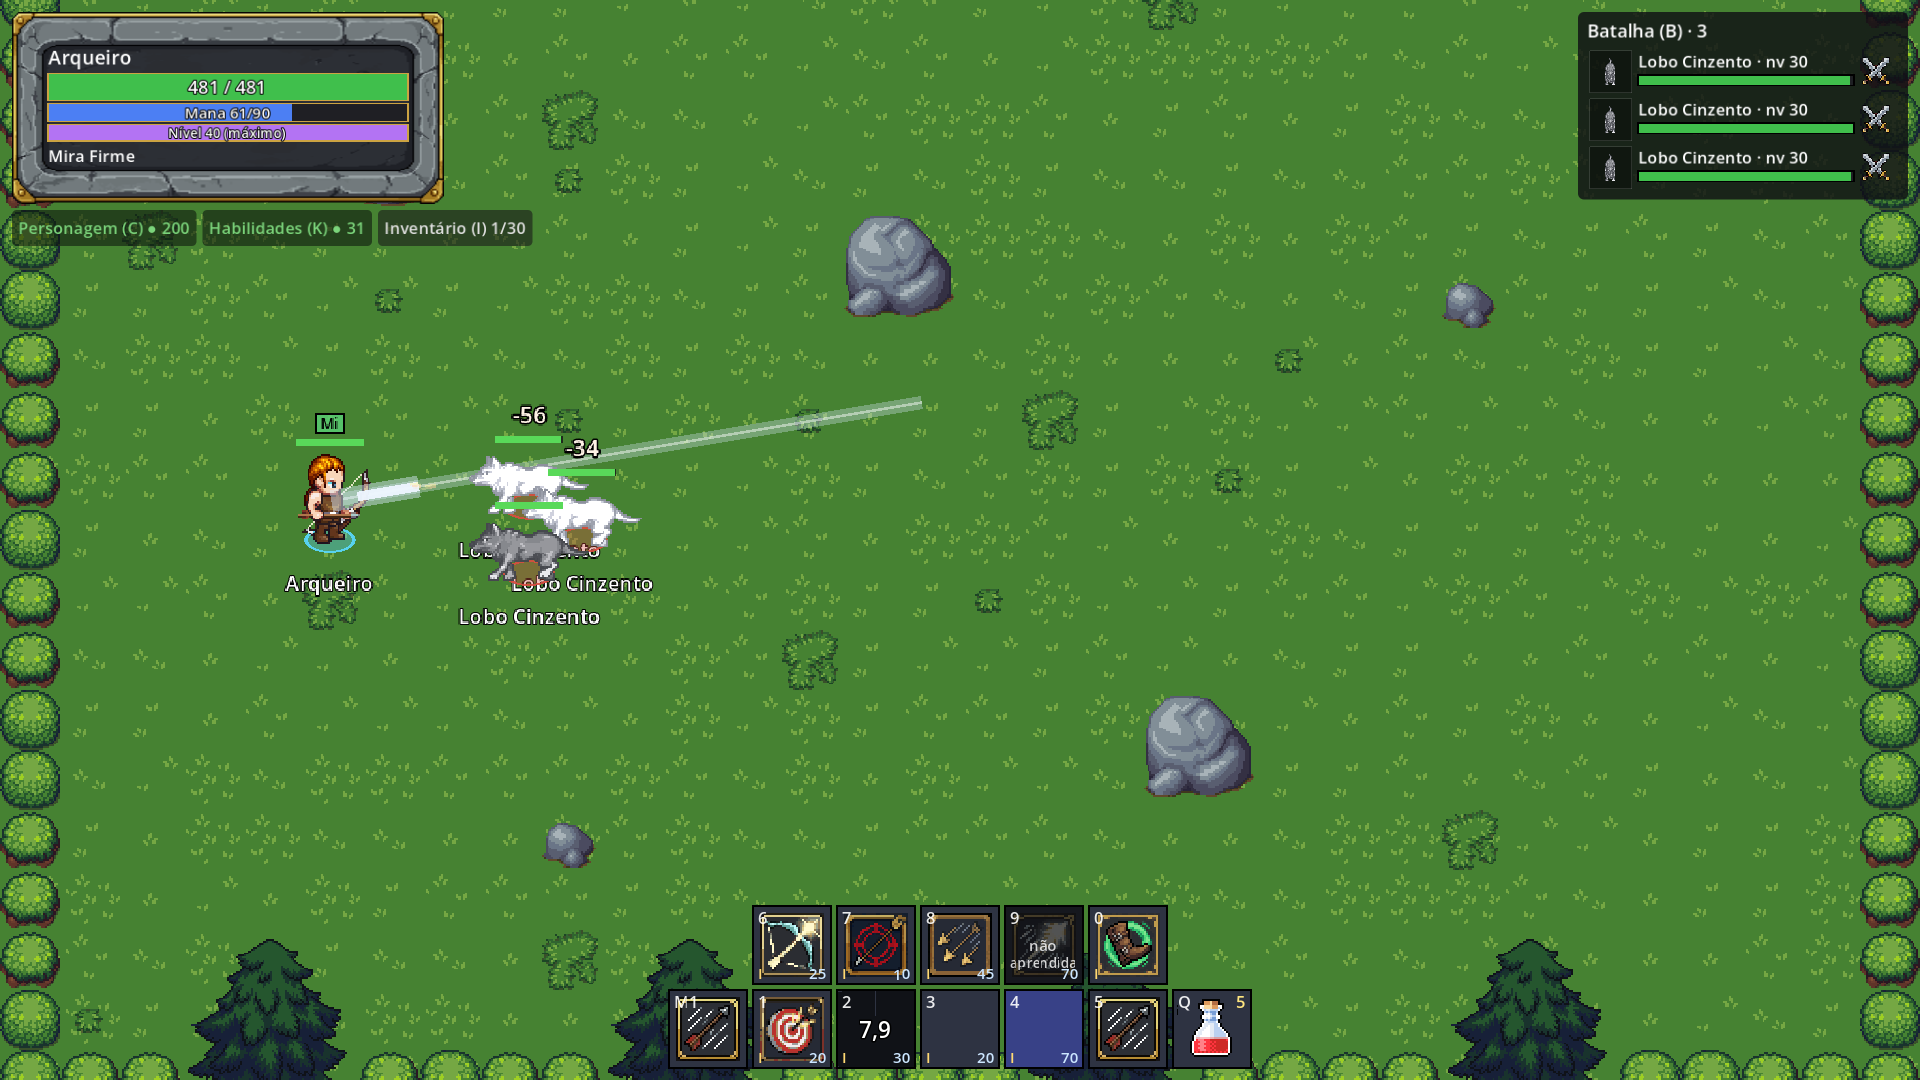 Arqueiro
481 / 481
Mana 61/90
Nível 40 (máximo)
Mira Firme
Personagem (C) ● 200
Habilidades (K) ● 31
Inventário (I) 1/30
Batalha (B) · 3
Lobo Cinzento · nv 30
Lobo Cinzento · nv 30
Lobo Cinzento · nv 30
Mi
-56
-34
Arqueiro
Lobo Cinzento
Lobo Cinzento
Lobo Cinzento
6
25
7
10
8
45
9
não
aprendida
70
0
M1
1
20
2
7,9
30
3
20
4
70
5
Q
5